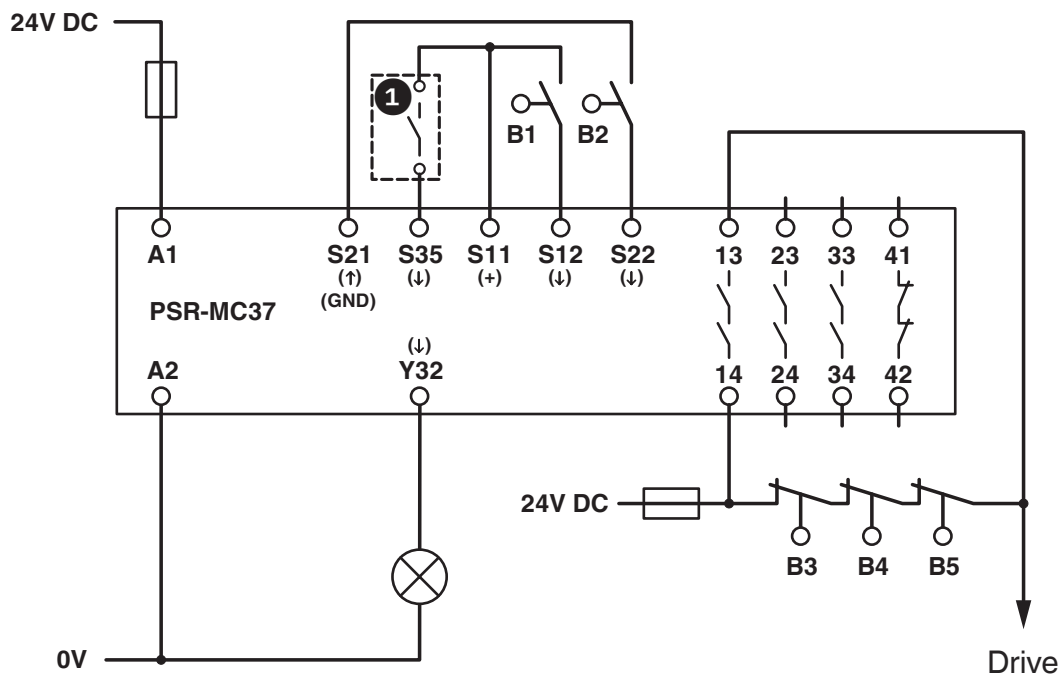 24V DC
1
B1 B2
A1 S21 S35 S11 S12 S22 13 23 33 41
(↑) (↓) (+) (↓) (↓)
(GND)
PSR-MC37
(↓)
A2 Y32 14 24 34 42
24V DC
B3 B4 B5
0V
Drive